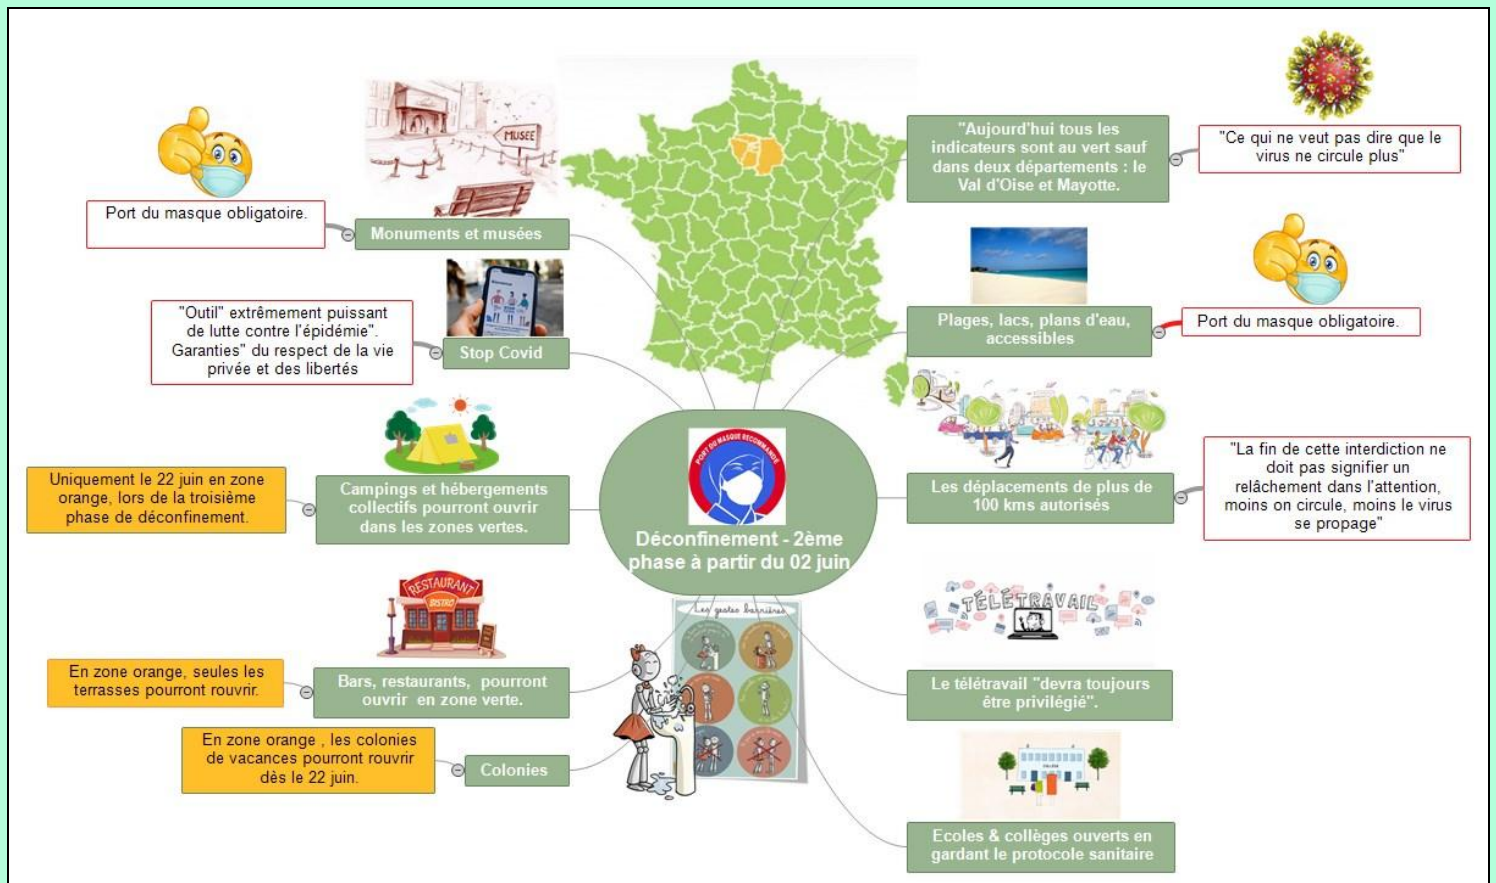 MUSEE
Port du masque obligatoire.
Monuments et musées
"Outil" extrêmement puissant
de lutte contre l'épidémie".
Garanties" du respect de la vie
privée et des libertés
Stop Covid
Uniquement le 22 juin en zone
orange, lors de la troisième
phase de déconfinement.
Campings et hébergements
collectifs pourront ouvrir
dans les zones vertes.
RESTAURANT
BISTRO
En zone orange, seules les
terrasses pourront rouvrir.
Bars, restaurants, pourront
ouvrir en zone verte.
En zone orange , les colonies
de vacances pourront rouvrir
dès le 22 juin.
Colonies
PORT DU MASQUE RECOMMANDÉ
Déconfinement - 2ème
phase à partir du 02 juin
Les gestes barrières
"Aujourd'hui tous les
indicateurs sont au vert sauf
dans deux départements : le
Val d'Oise et Mayotte.
"Ce qui ne veut pas dire que le
virus ne circule plus"
Plages, lacs, plans d'eau,
accessibles
Port du masque obligatoire.
Les déplacements de plus de
100 kms autorisés
"La fin de cette interdiction ne
doit pas signifier un
relâchement dans l'attention,
moins on circule, moins le virus
se propage"
TÉLÉTRAVAIL
Le télétravail "devra toujours
être privilégié".
Ecoles & collèges ouverts en
gardant le protocole sanitaire